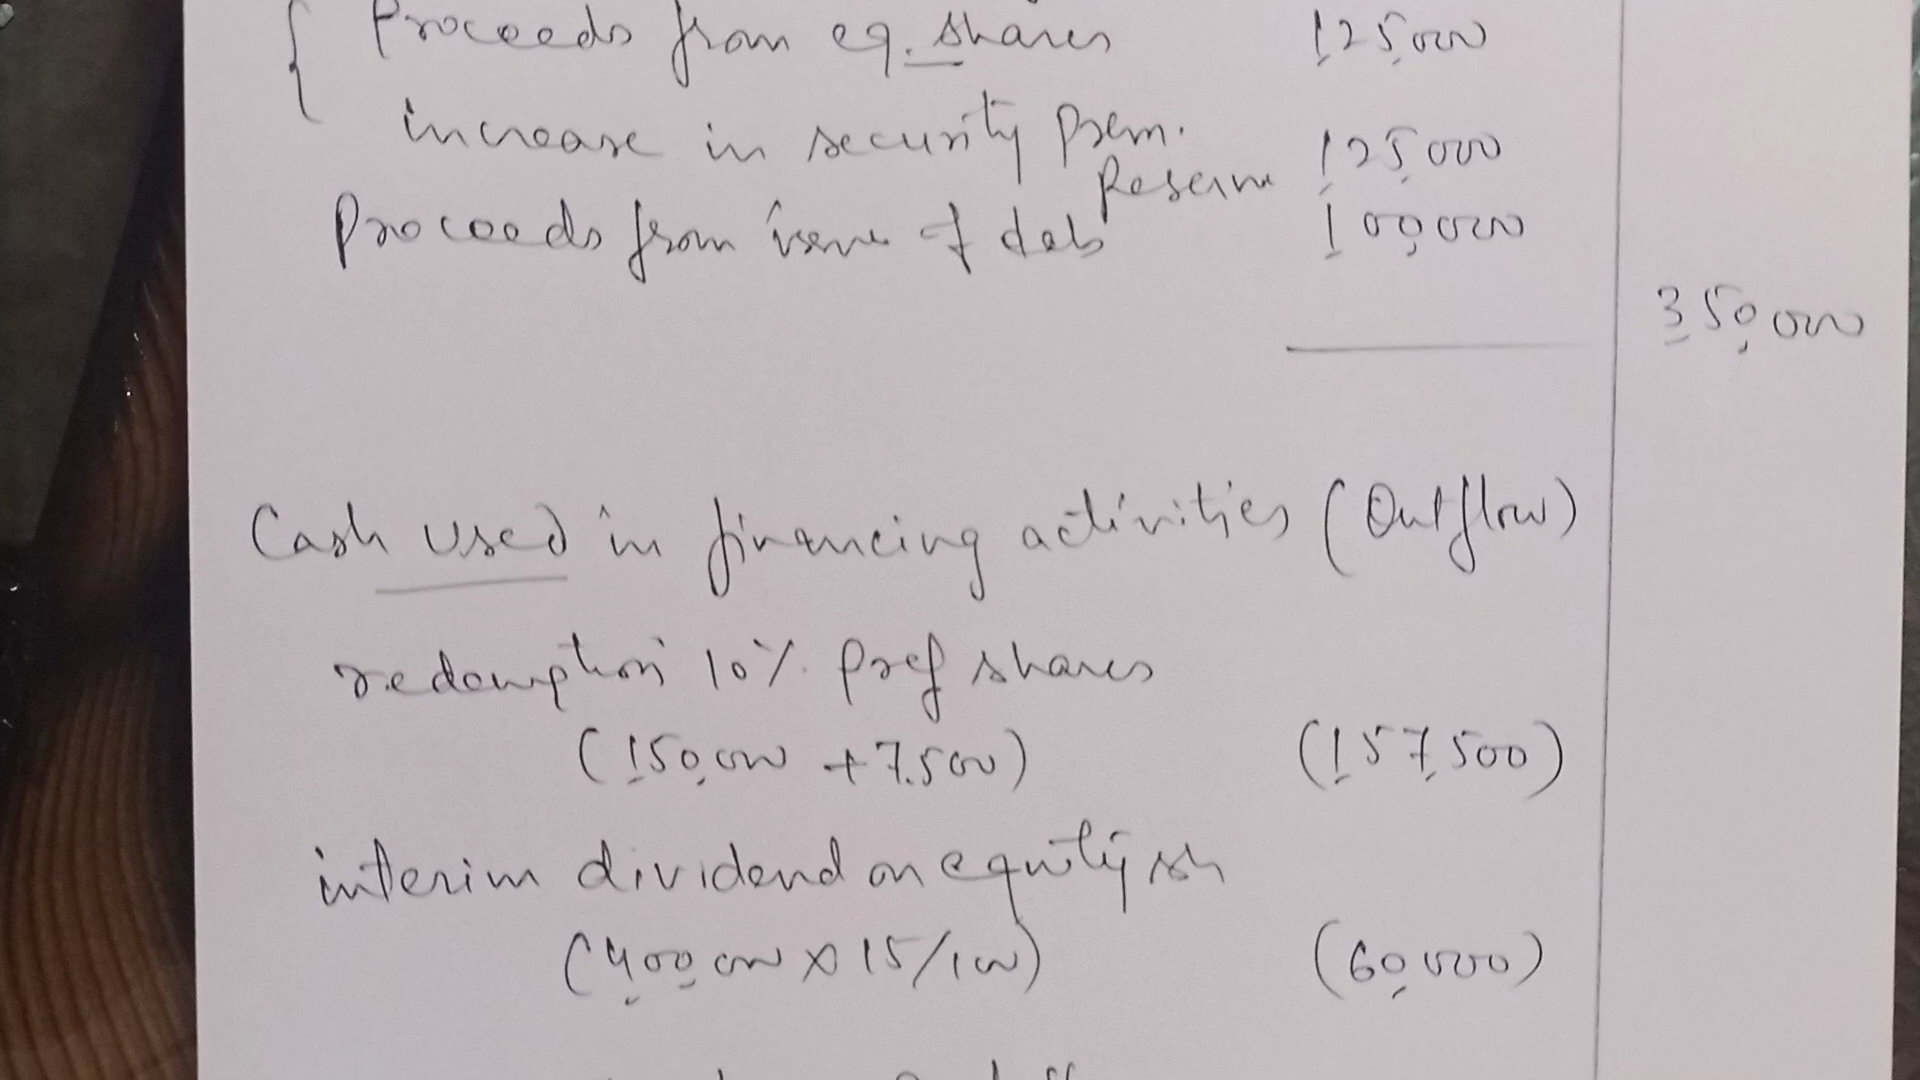 Proceeds from eq. shares 125,000
increase in security prem. Reserve 125,000
Proceeds from issue of deb 100,000
350,000
Cash used in financing activities (Outflow)
redemption 10% pref shares
(150,000 + 7,500) (157,500)
interim dividend on equity sh
(400,000 x 15/100) (60,000)